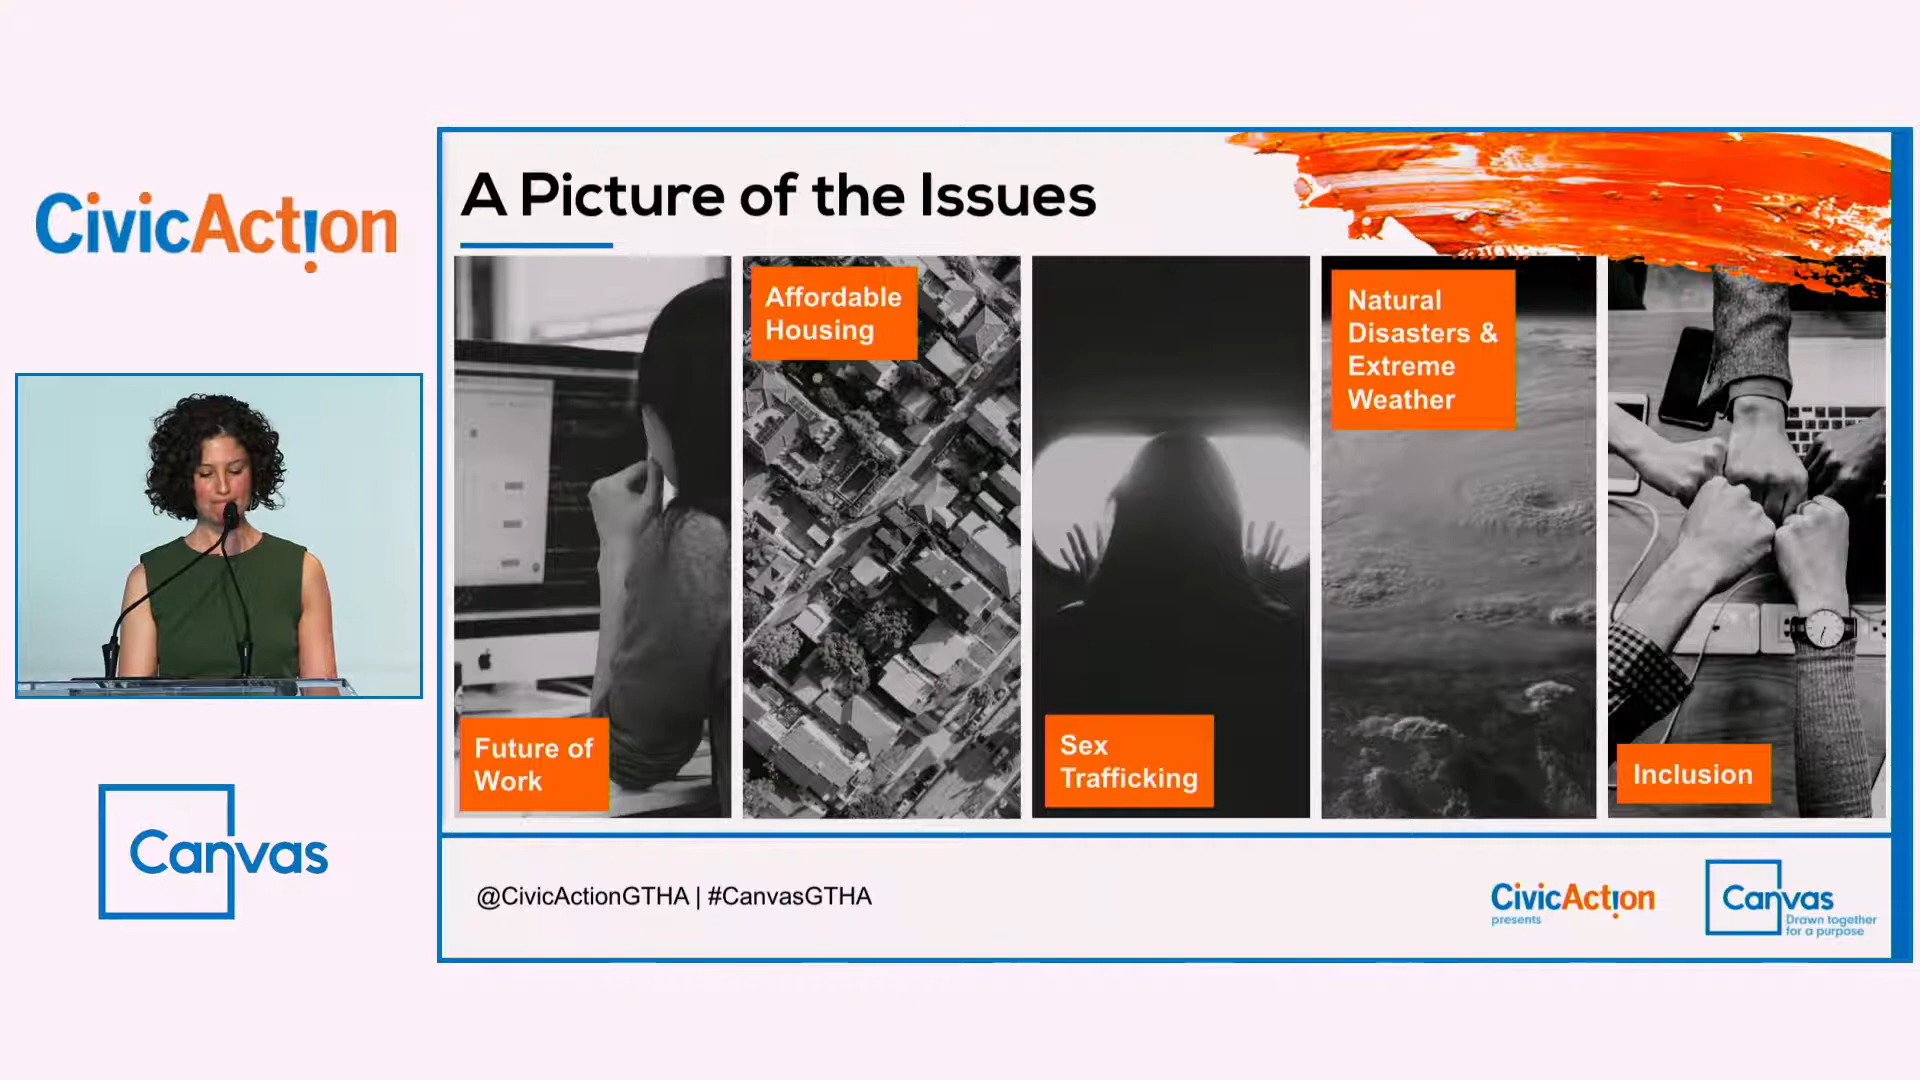 CivicAction
Canvas
A Picture of the Issues
Future of
Work
Affordable
Housing
Sex
Trafficking
Natural
Disasters &
Extreme
Weather
Inclusion
@CivicActionGTHA | #CanvasGTHA
CivicAction
presents
Canvas
Drawn together
for a purpose